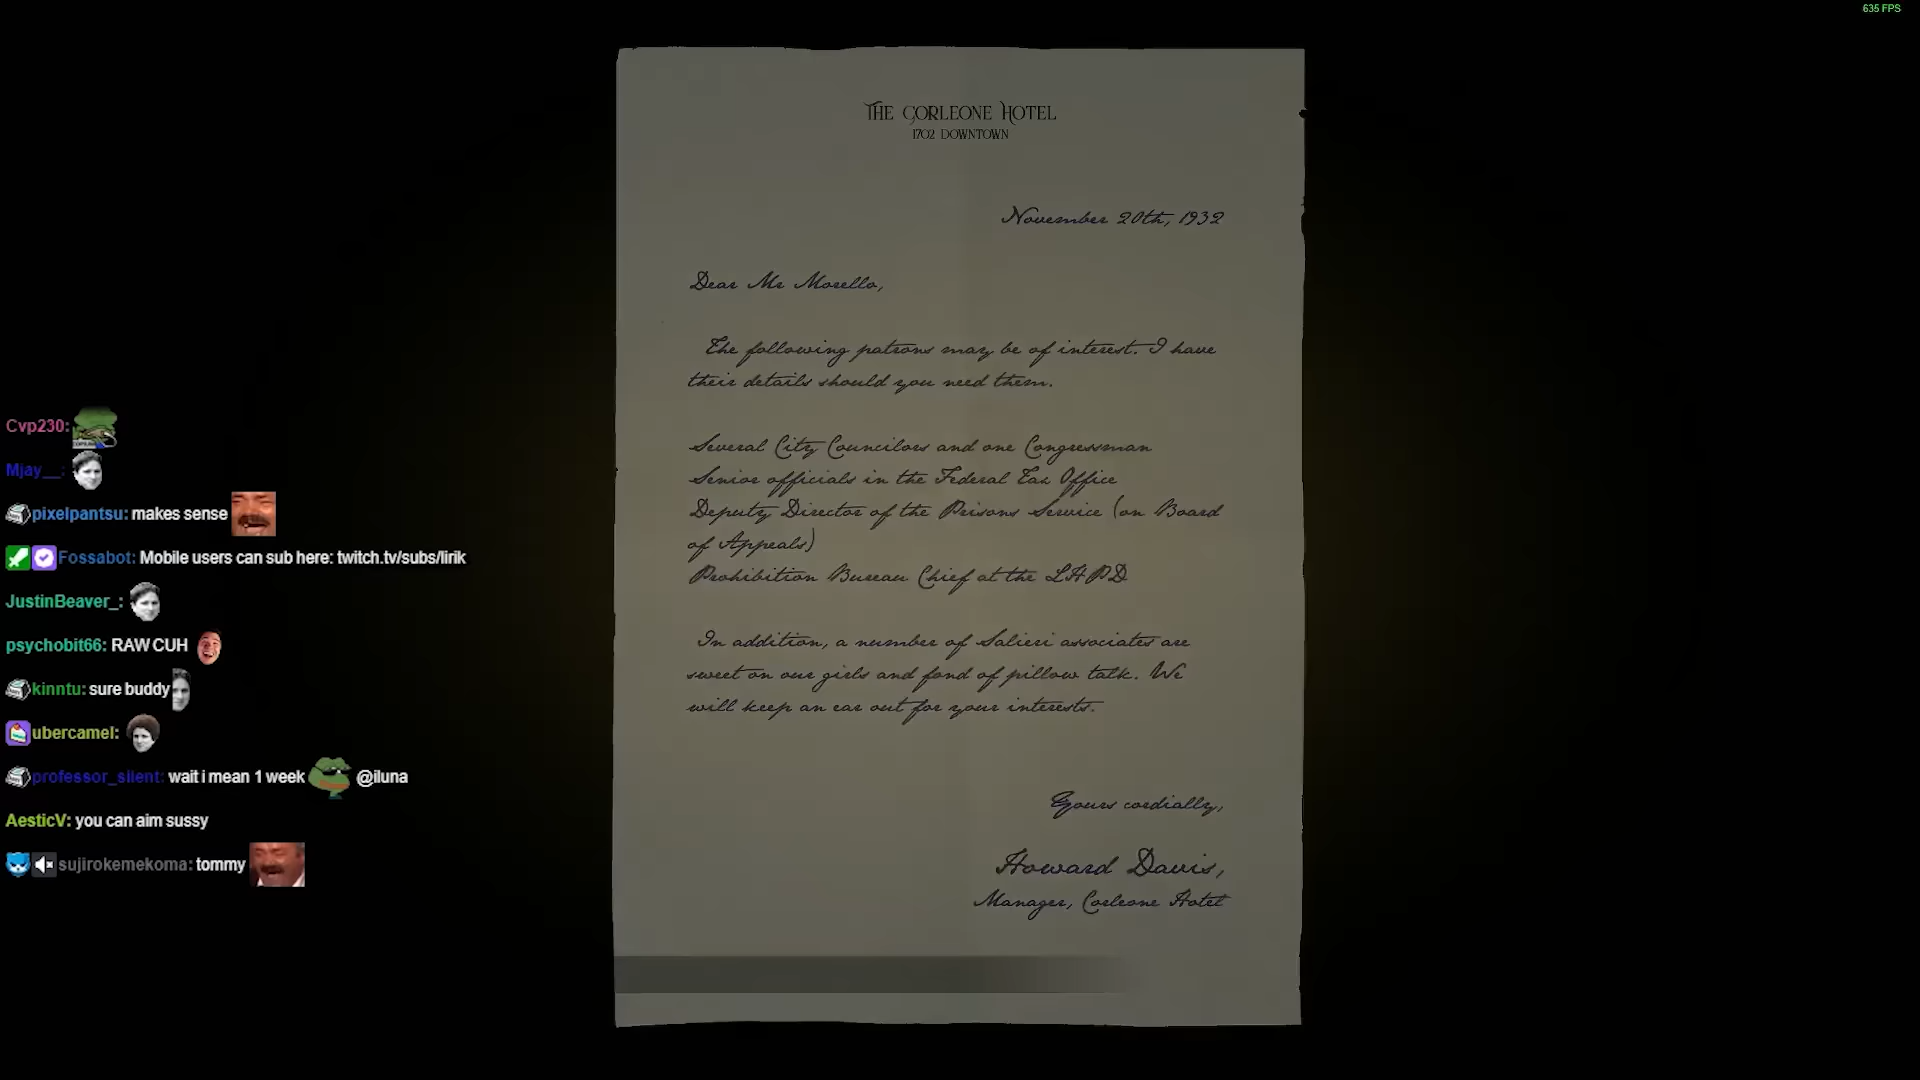 635 FPS
THE CORLEONE HOTEL
1702 DOWNTOWN
November 20th, 1932
Dear Mr Morello,
The following patrons may be of interest. I have
their details should you need them.
Several City Councilors and one Congressman
Senior officials in the Federal Tax Office
Deputy Director of the Prisons Service (on Board
of Appeals)
Prohibition Bureau Chief at the LHPD
In addition, a number of Salieri associates are
sweet on our girls and fond of pillow talk. We
will keep an ear out for your interests.
Yours cordially,
Howard Davis,
Manager, Corleone Hotel
Cvp230:
Mjay__:
pixelpantsu: makes sense
Fossabot: Mobile users can sub here: twitch.tv/subs/lirik
JustinBeaver_:
psychobit66: RAW CUH
kinntu: sure buddy
ubercamel:
professor_silent: wait i mean 1 week @iluna
AesticV: you can aim sussy
sujirokemekoma: tommy